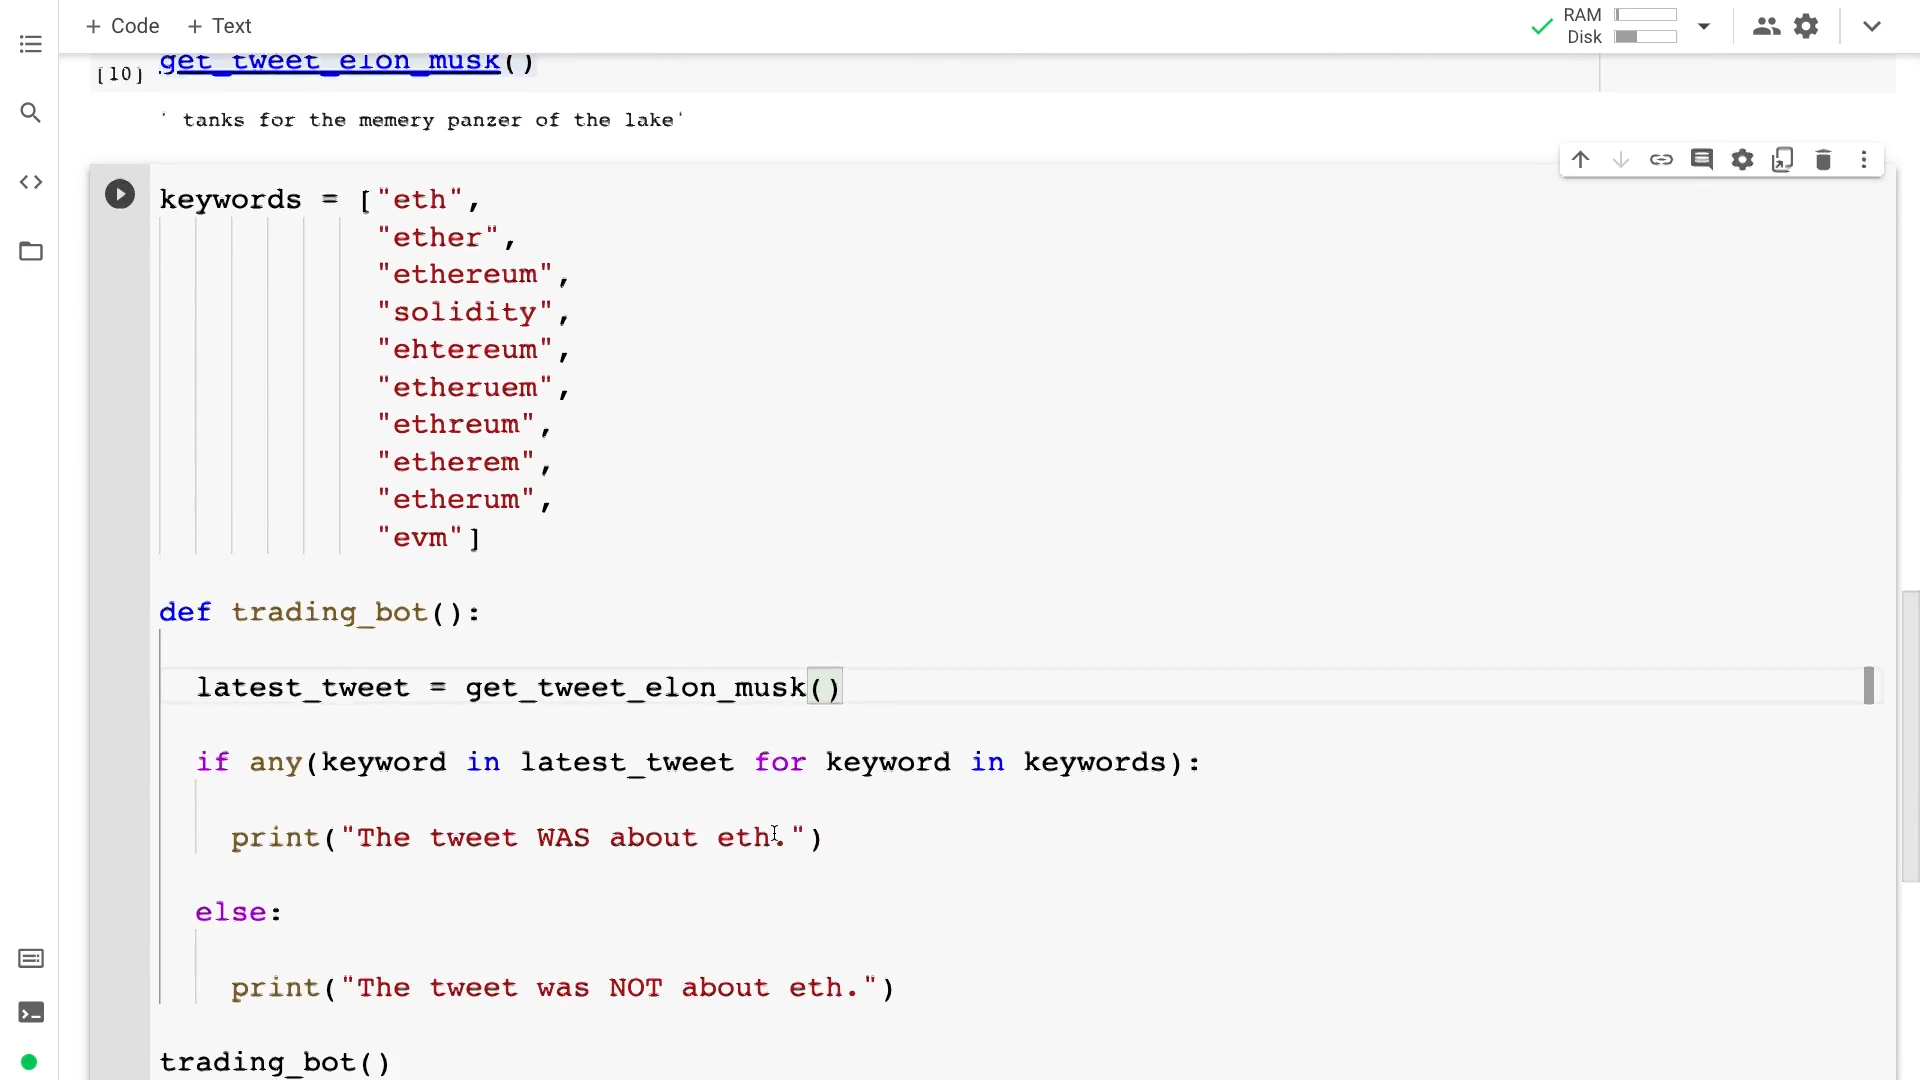 + Code + Text
RAM
Disk
[10] get_tweet_elon_musk()
' tanks for the memery panzer of the lake'
keywords = ["eth",
"ether",
"ethereum",
"solidity",
"ehtereum",
"etheruem",
"ethreum",
"etherem",
"etherum",
"evm"]
def trading_bot():
latest_tweet = get_tweet_elon_musk()
if any(keyword in latest_tweet for keyword in keywords):
print("The tweet WAS about eth.")
else:
print("The tweet was NOT about eth.")
trading_bot()